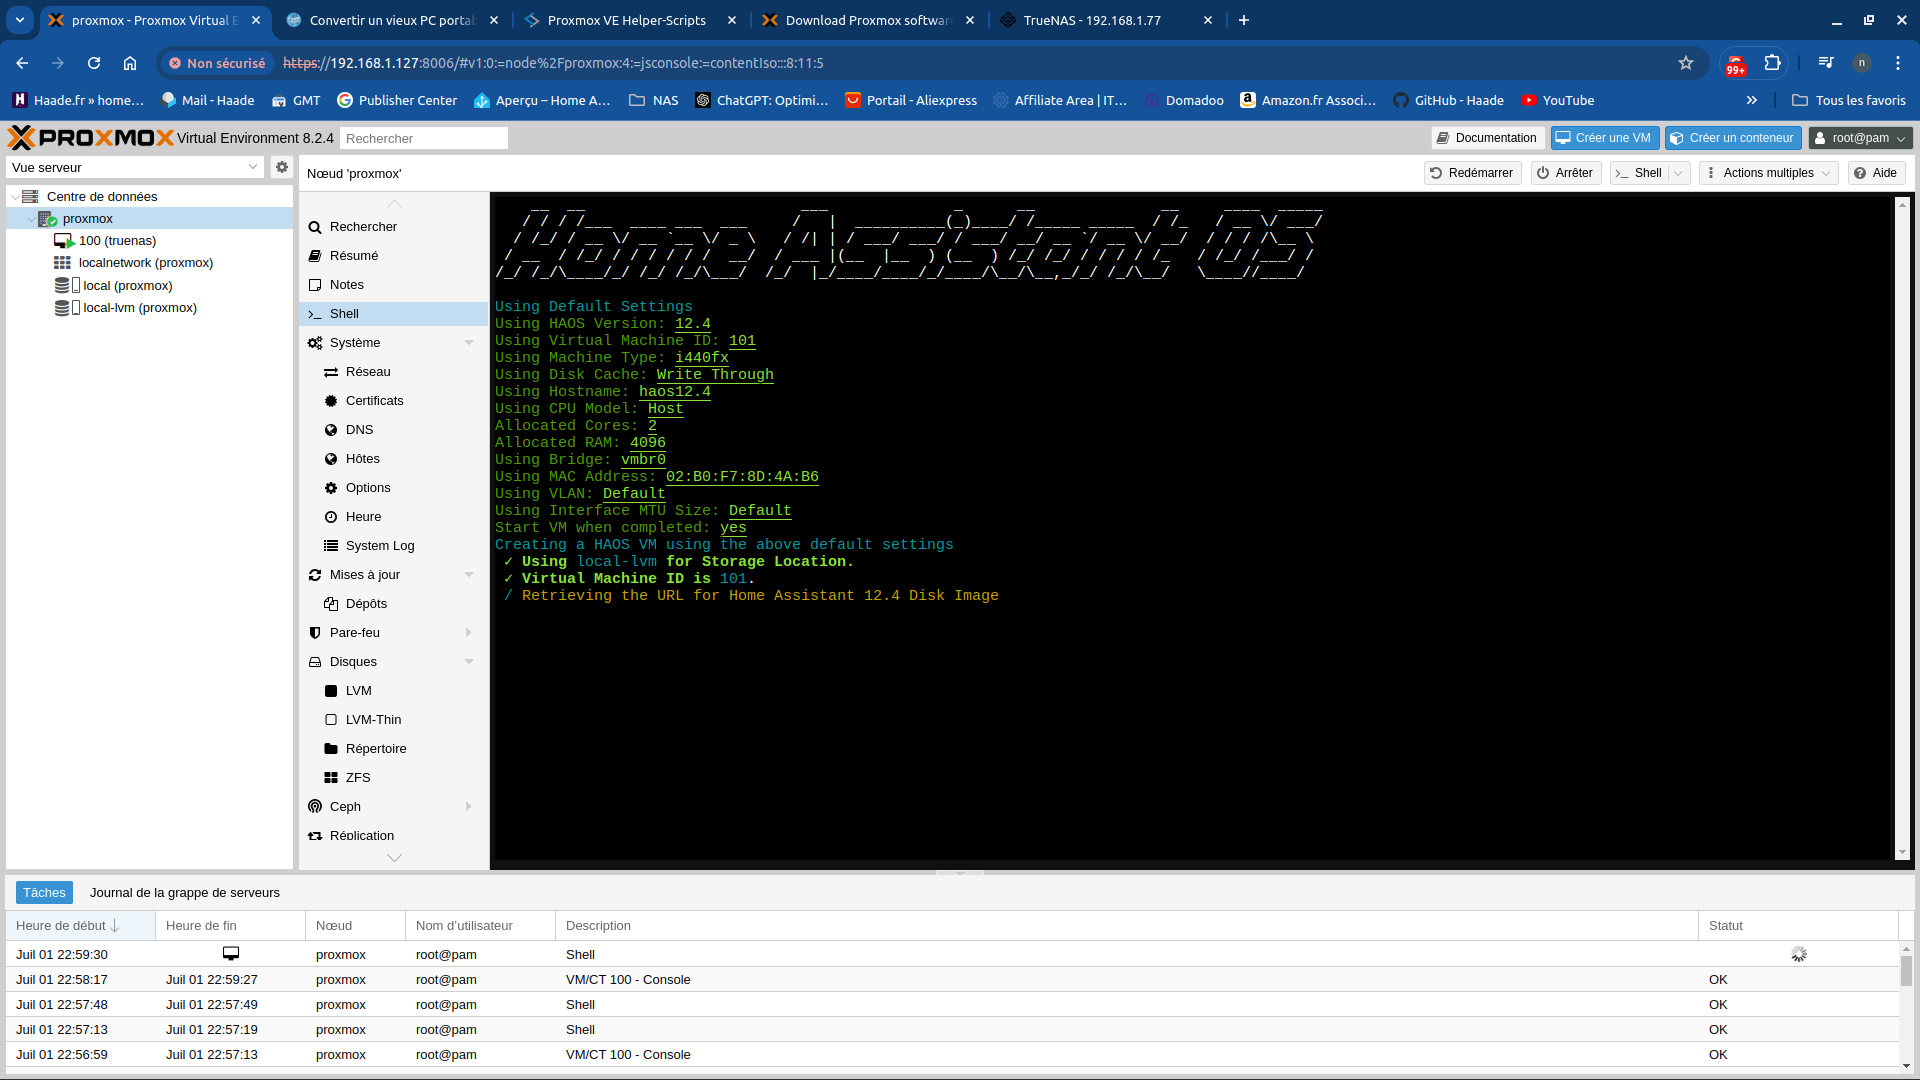 proxmox - Proxmox Virtual E
Convertir un vieux PC portab
Proxmox VE Helper-Scripts
Download Proxmox software
TrueNAS - 192.168.1.77
Non sécurisé
https://192.168.1.127:8006/#v1:0:=node%2Fproxmox:4:=jsconsole:=contentIso:::8:11:5
99+
n
Haade.fr » home…
Mail - Haade
GMT
Publisher Center
Aperçu – Home A…
NAS
ChatGPT: Optimi…
Portail - Aliexpress
Affiliate Area | IT…
Domadoo
Amazon.fr Associ…
GitHub - Haade
YouTube
Tous les favoris
PROXMOX Virtual Environment 8.2.4
Rechercher
Documentation
Créer une VM
Créer un conteneur
root@pam
Vue serveur
Nœud 'proxmox'
Redémarrer
Arrêter
Shell
Actions multiples
Aide
Centre de données
proxmox
100 (truenas)
localnetwork (proxmox)
local (proxmox)
local-lvm (proxmox)
Rechercher
Résumé
Notes
Shell
Système
Réseau
Certificats
DNS
Hôtes
Options
Heure
System Log
Mises à jour
Dépôts
Pare-feu
Disques
LVM
LVM-Thin
Répertoire
ZFS
Ceph
Réplication
Home Assistant OS
Using Default Settings
Using HAOS Version: 12.4
Using Virtual Machine ID: 101
Using Machine Type: i440fx
Using Disk Cache: Write Through
Using Hostname: haos12.4
Using CPU Model: Host
Allocated Cores: 2
Allocated RAM: 4096
Using Bridge: vmbr0
Using MAC Address: 02:B0:F7:8D:4A:B6
Using VLAN: Default
Using Interface MTU Size: Default
Start VM when completed: yes
Creating a HAOS VM using the above default settings
✓ Using local-lvm for Storage Location.
✓ Virtual Machine ID is 101.
/ Retrieving the URL for Home Assistant 12.4 Disk Image
Tâches
Journal de la grappe de serveurs
Heure de début Heure de fin Nœud Nom d'utilisateur Description Statut
Juil 01 22:59:30 proxmox root@pam Shell
Juil 01 22:58:17 Juil 01 22:59:27 proxmox root@pam VM/CT 100 - Console OK
Juil 01 22:57:48 Juil 01 22:57:49 proxmox root@pam Shell OK
Juil 01 22:57:13 Juil 01 22:57:19 proxmox root@pam Shell OK
Juil 01 22:56:59 Juil 01 22:57:13 proxmox root@pam VM/CT 100 - Console OK